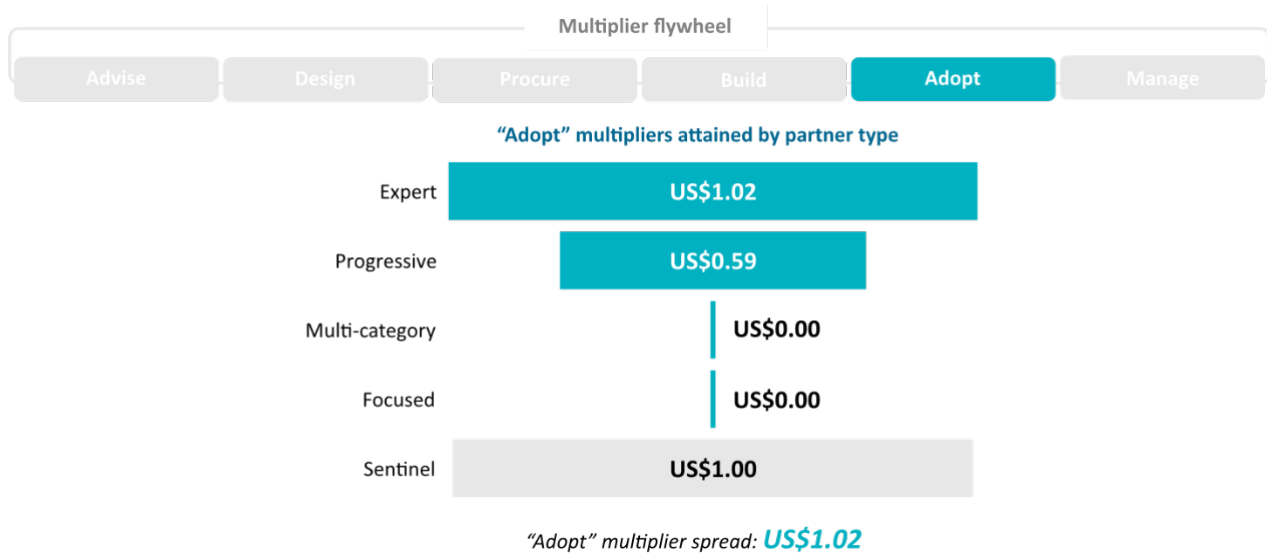 Multiplier flywheel
Advise Design Procure Build Adopt Manage
“Adopt” multipliers attained by partner type
Expert US$1.02
Progressive US$0.59
Multi-category US$0.00
Focused US$0.00
Sentinel US$1.00
“Adopt” multiplier spread: US$1.02